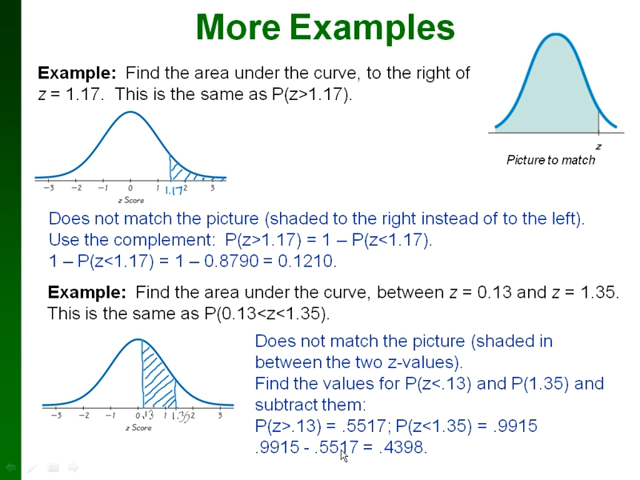 More Examples
Example: Find the area under the curve, to the right of
z = 1.17. This is the same as P(z>1.17).
z
Picture to match
-3 -2 -1 0 1 2 3
1.17
z Score
Does not match the picture (shaded to the right instead of to the left).
Use the complement: P(z>1.17) = 1 – P(z<1.17).
1 – P(z<1.17) = 1 – 0.8790 = 0.1210.
Example: Find the area under the curve, between z = 0.13 and z = 1.35.
This is the same as P(0.13<z<1.35).
Does not match the picture (shaded in
between the two z-values).
Find the values for P(z<.13) and P(1.35) and
subtract them:
P(z>.13) = .5517; P(z<1.35) = .9915
.9915 - .5517 = .4398.
-3 -2 -1 0 .13 1 1.35 2 3
z Score